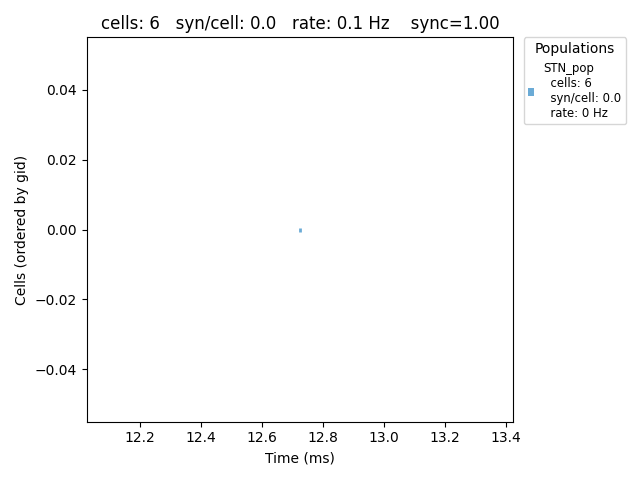 cells: 6   syn/cell: 0.0   rate: 0.1 Hz    sync=1.00
Populations
STN_pop
cells: 6
syn/cell: 0.0
rate: 0 Hz
Cells (ordered by gid)
0.04
0.02
0.00
−0.02
−0.04
12.2 12.4 12.6 12.8 13.0 13.2 13.4
Time (ms)